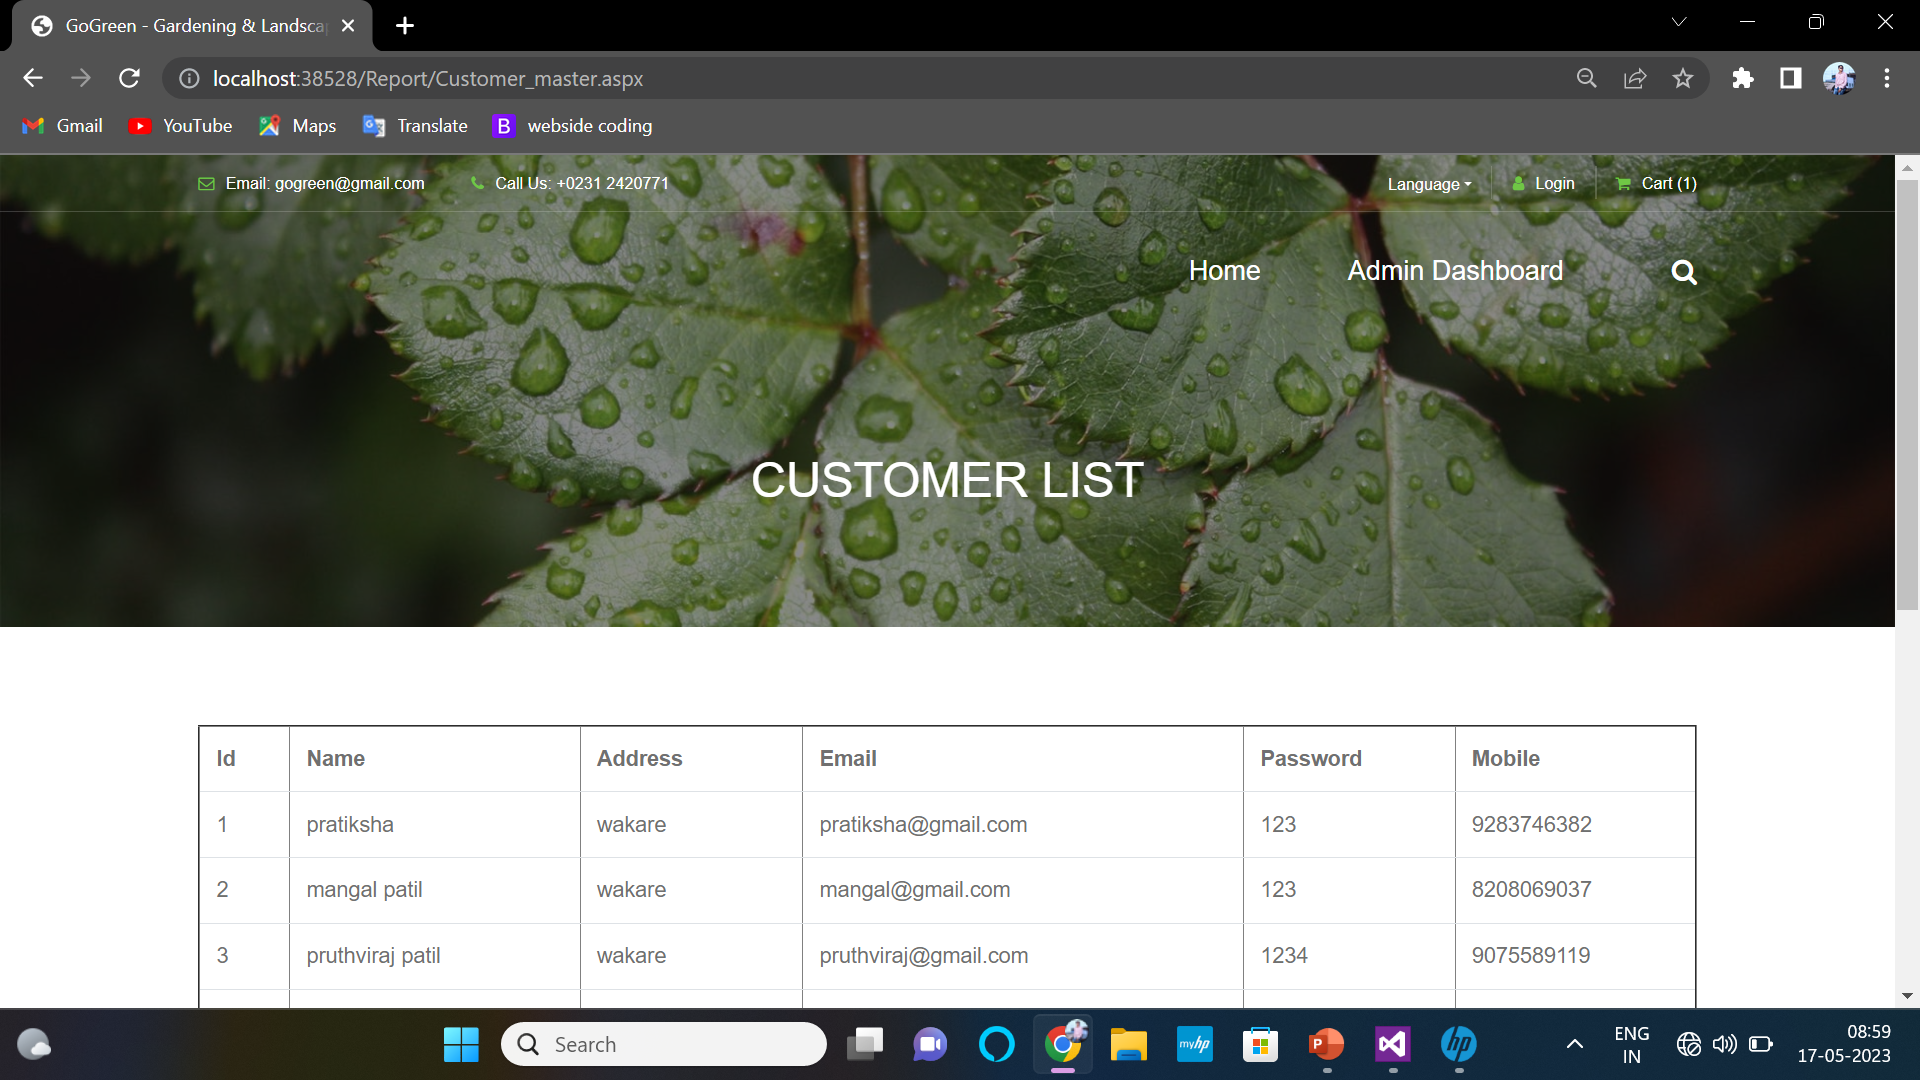 GoGreen - Gardening & Landsca
localhost:38528/Report/Customer_master.aspx
Gmail YouTube Maps Translate B webside coding
Email: gogreen@gmail.com Call Us: +0231 2420771 Language Login Cart (1)
Home Admin Dashboard
CUSTOMER LIST
Id Name Address Email Password Mobile
1 pratiksha wakare pratiksha@gmail.com 123 9283746382
2 mangal patil wakare mangal@gmail.com 123 8208069037
3 pruthviraj patil wakare pruthviraj@gmail.com 1234 9075589119
Search myhp P hp ENG 08:59
IN 17-05-2023